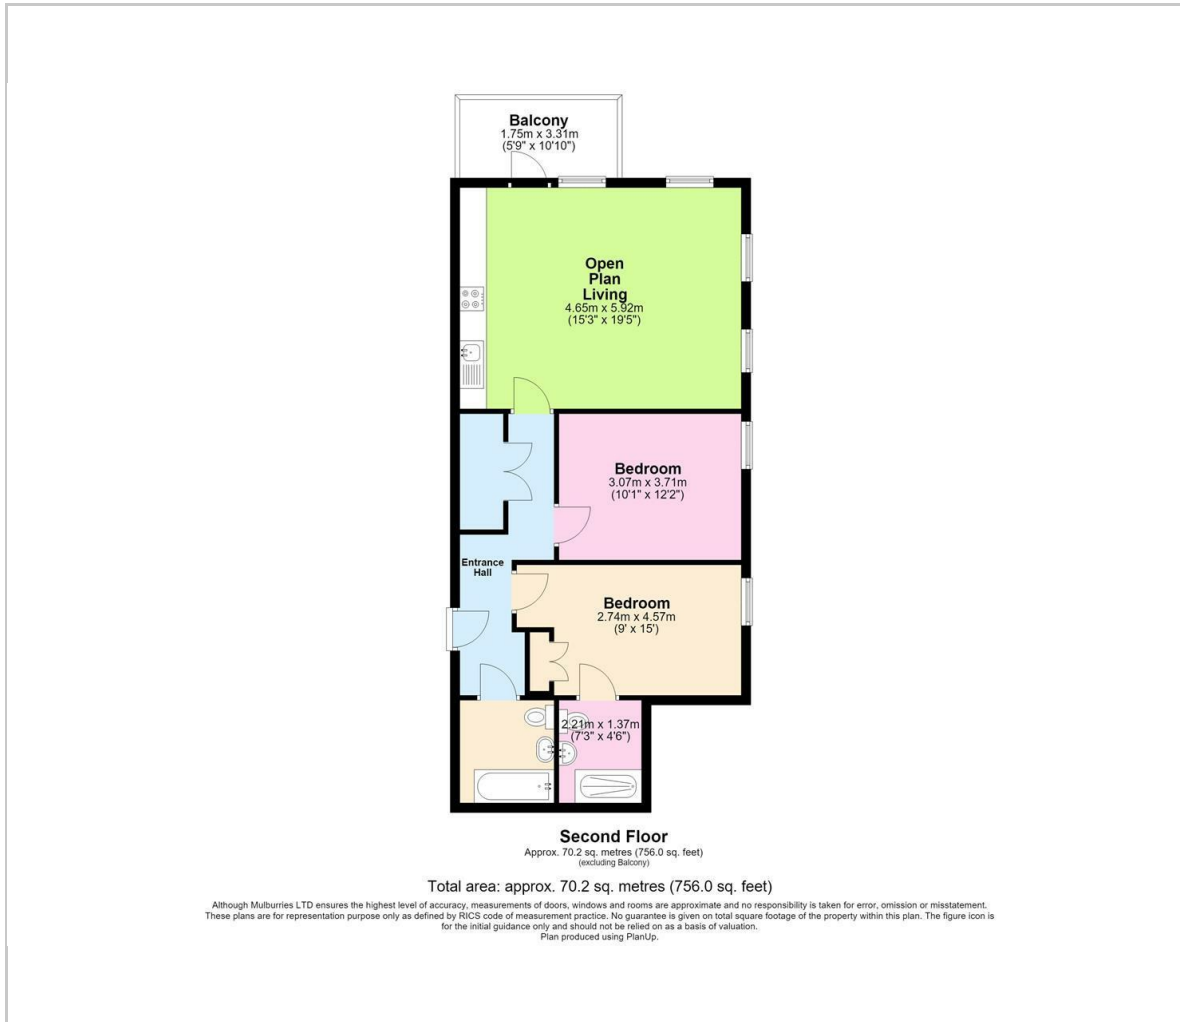 Balcony
1.75m x 3.31m
(5'9" x 10'10")
Open
Plan
Living
4.65m x 5.92m
(15'3" x 19'5")
Bedroom
3.07m x 3.71m
(10'1" x 12'2")
Entrance
Hall
Bedroom
2.74m x 4.57m
(9' x 15')
2.21m x 1.37m
(7'3" x 4'6")
Second Floor
Approx. 70.2 sq. metres (756.0 sq. feet)
(excluding Balcony)
Total area: approx. 70.2 sq. metres (756.0 sq. feet)
Although Mulburries LTD ensures the highest level of accuracy, measurements of doors, windows and rooms are approximate and no responsibility is taken for error, omission or misstatement.
These plans are for representation purpose only as defined by RICS code of measurement practice. No guarantee is given on total square footage of the property within this plan. The figure icon is
for the initial guidance only and should not be relied on as a basis of valuation.
Plan produced using PlanUp.